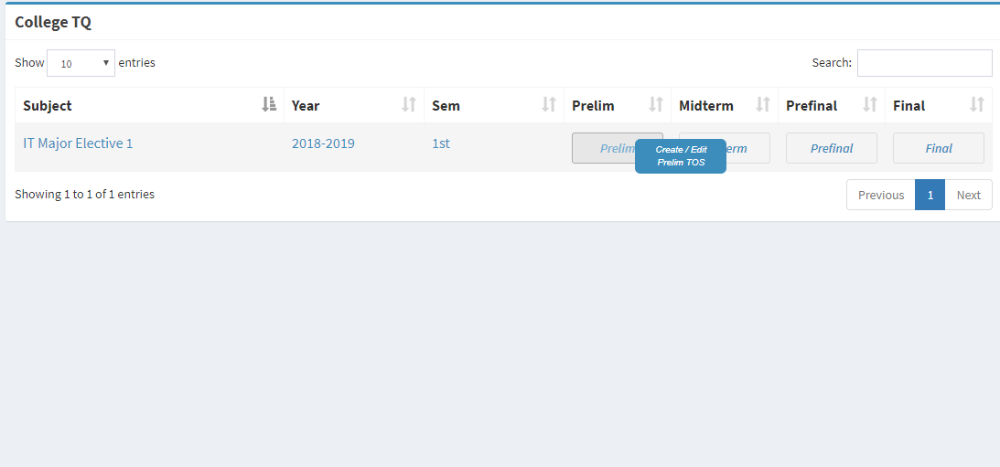 College TQ
Show 10 entries
Search:
Subject Year Sem Prelim Midterm Prefinal Final
IT Major Elective 1 2018-2019 1st Prelim erm Prefinal Final
Create / Edit
Prelim TOS
Showing 1 to 1 of 1 entries
Previous 1 Next